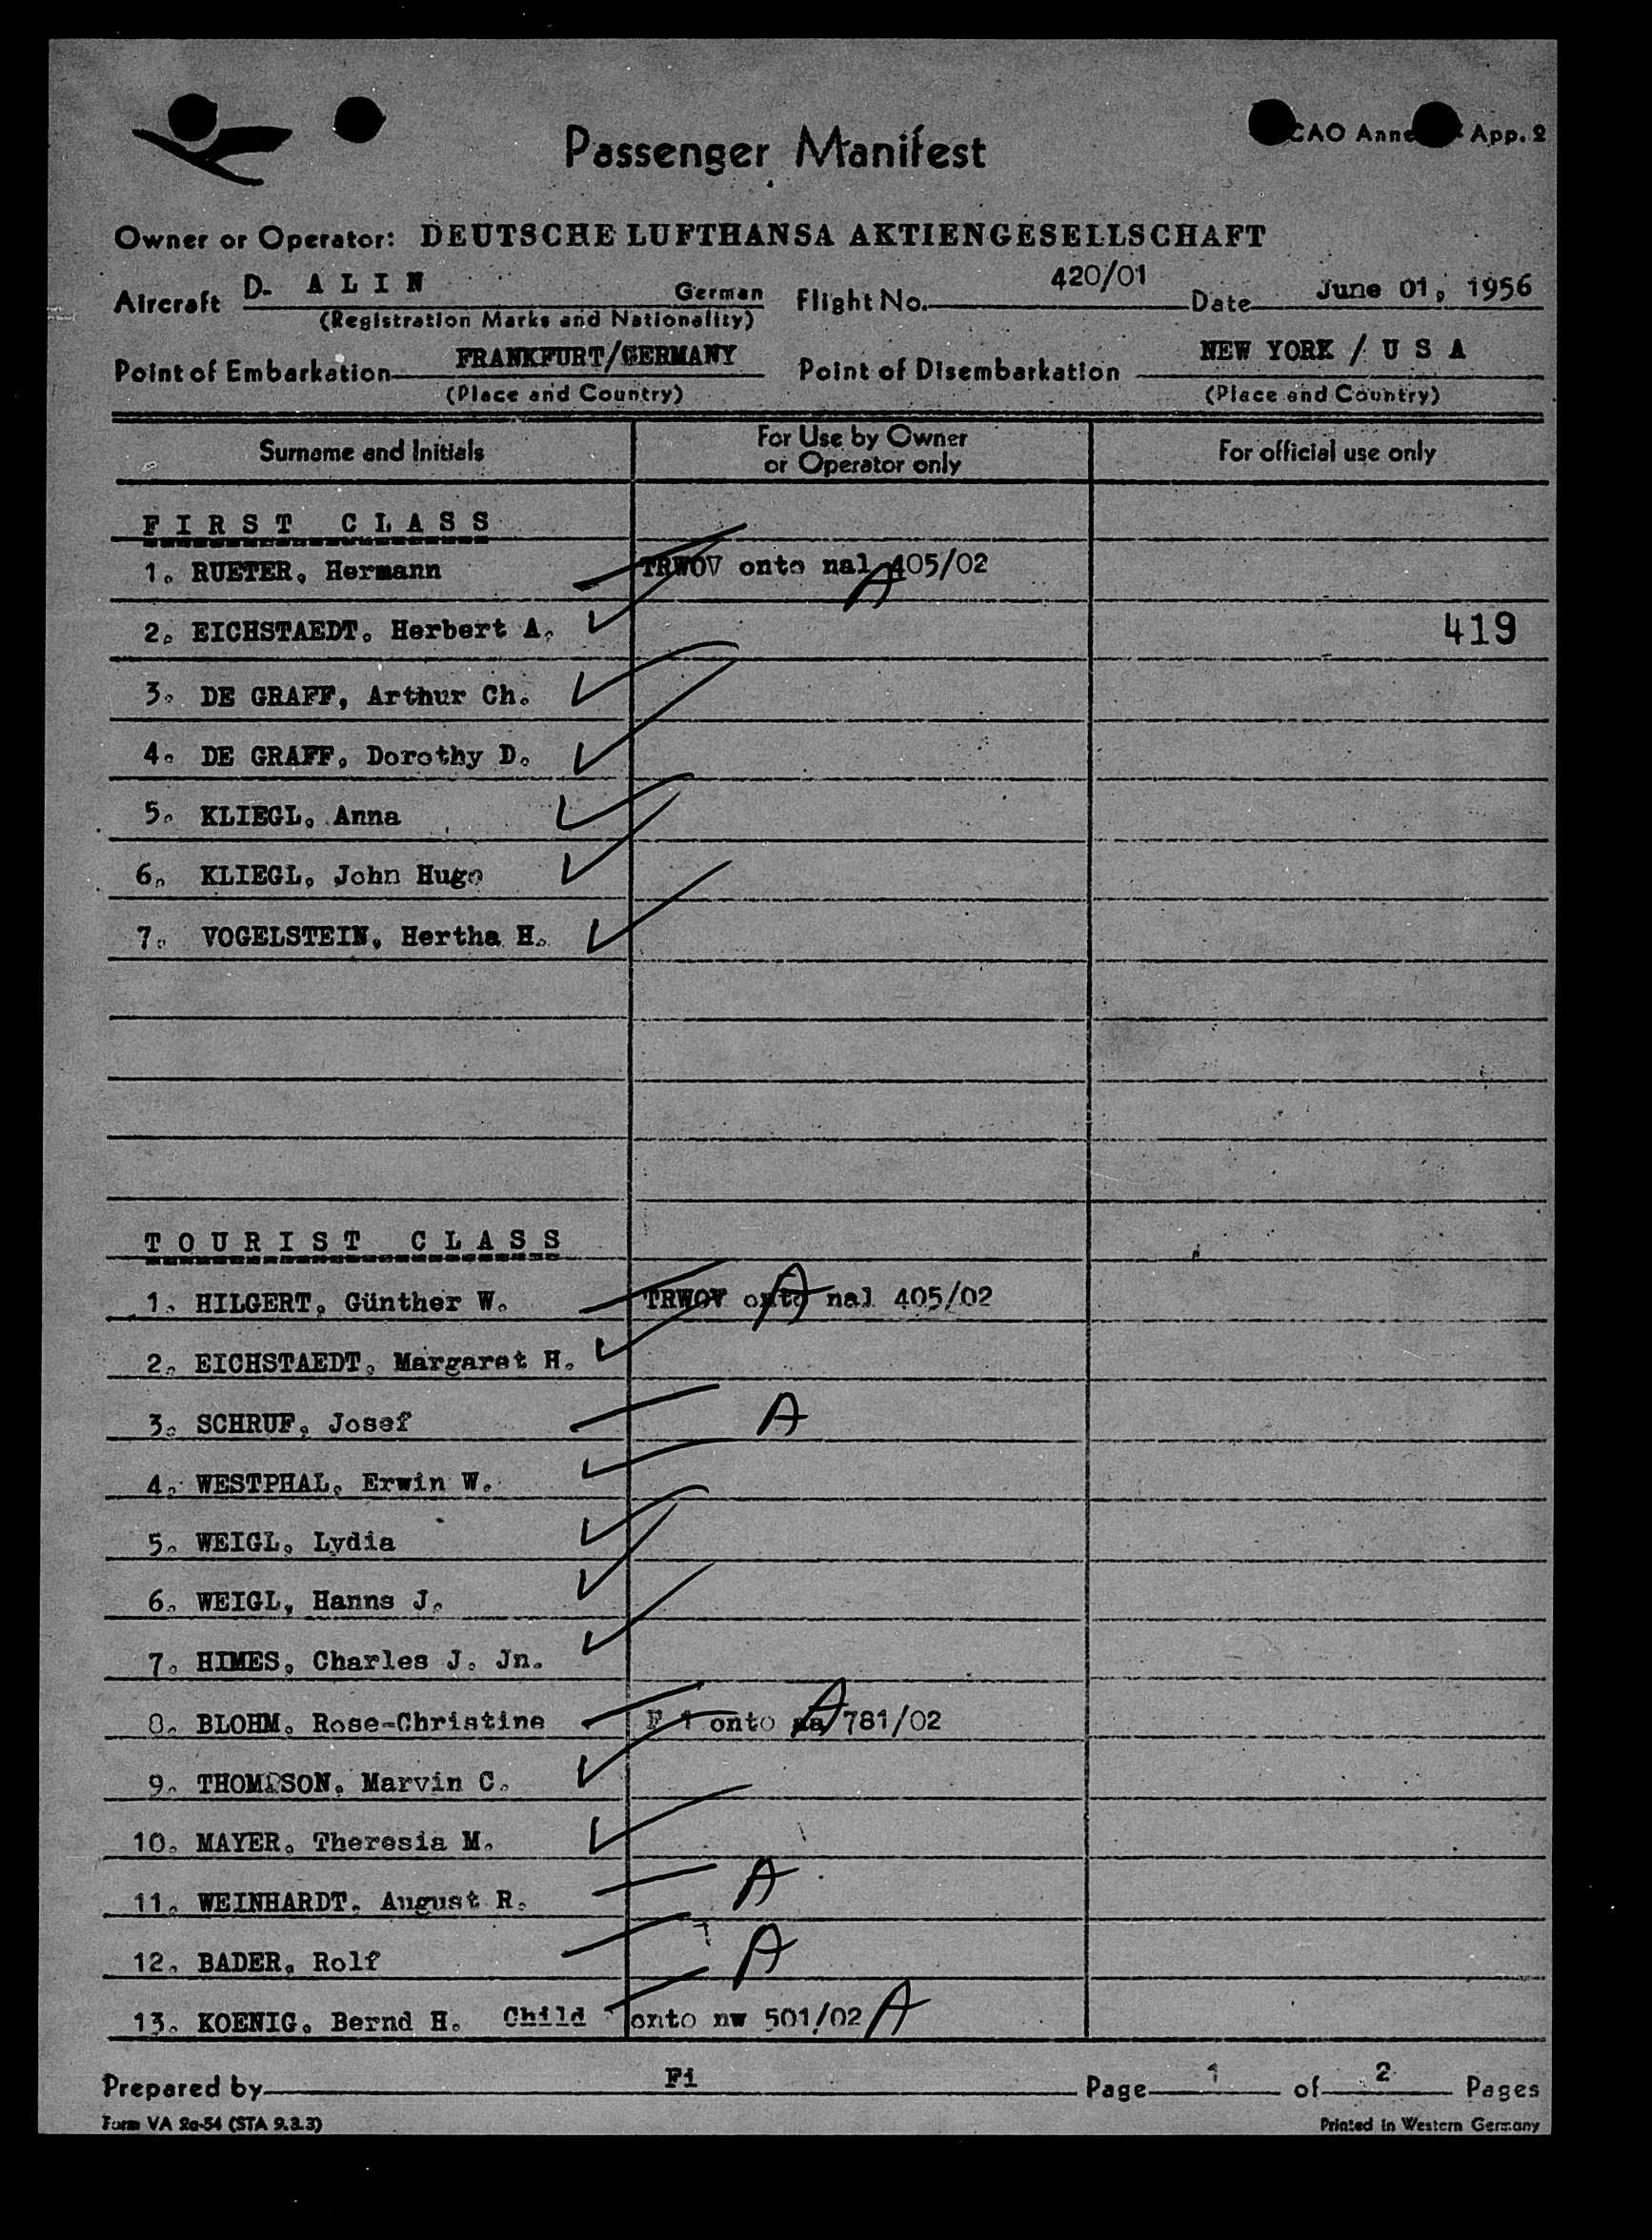 Passenger Manifest
CAO Anne App. 2
Owner or Operator: DEUTSCHE LUFTHANSA AKTIENGESELLSCHAFT
Aircraft D- A L I N German Flight No. 420/01 Date June 01, 1956
(Registration Marks and Nationality)
Point of Embarkation FRANKFURT/GERMANY Point of Disembarkation NEW YORK / U S A
(Place and Country) (Place and Country)
Surname and Initials For Use by Owner or Operator only For official use only
F I R S T C L A S S
1. RUETER, Hermann TRWOV onto nal 405/02 A
2. EICHSTAEDT, Herbert A. 419
3. DE GRAFF, Arthur Ch.
4. DE GRAFF, Dorothy D.
5. KLIEGL, Anna
6. KLIEGL, John Hugo
7. VOGELSTEIN, Hertha H.
T O U R I S T C L A S S
1. HILGERT, Günther W. TRWOV onto nal 405/02 A
2. EICHSTAEDT, Margaret H.
3. SCHRUF, Josef A
4. WESTPHAL, Erwin W.
5. WEIGL, Lydia
6. WEIGL, Hanns J.
7. HIMES, Charles J. Jn.
8. BLOHM, Rose-Christine onto aa 781/02 A
9. THOMPSON, Marvin C.
10. MAYER, Theresia M.
11. WEINHARDT, August R. A
12. BADER, Rolf A
13. KOENIG, Bernd H. Child onto nw 501/02 A
Prepared by Fi Page 1 of 2 Pages
Form VA 2a-54 (STA 9.3.3) Printed in Western Germany